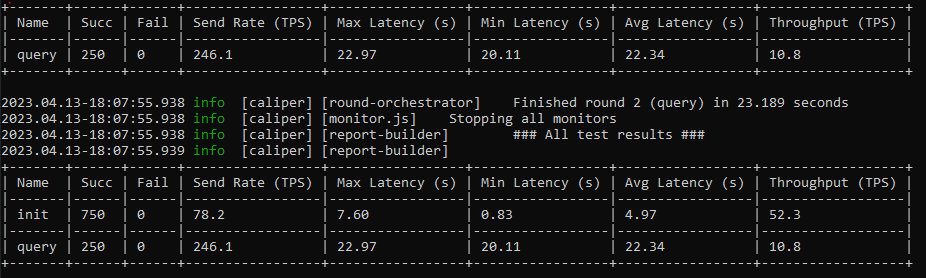 Name | Succ | Fail | Send Rate (TPS) | Max Latency (s) | Min Latency (s) | Avg Latency (s) | Throughput (TPS)
query | 250 | 0 | 246.1 | 22.97 | 20.11 | 22.34 | 10.8
2023.04.13-18:07:55.938 info [caliper] [round-orchestrator] Finished round 2 (query) in 23.189 seconds
2023.04.13-18:07:55.938 info [caliper] [monitor.js] Stopping all monitors
2023.04.13-18:07:55.938 info [caliper] [report-builder] ### All test results ###
2023.04.13-18:07:55.939 info [caliper] [report-builder]
Name | Succ | Fail | Send Rate (TPS) | Max Latency (s) | Min Latency (s) | Avg Latency (s) | Throughput (TPS)
init | 750 | 0 | 78.2 | 7.60 | 0.83 | 4.97 | 52.3
query | 250 | 0 | 246.1 | 22.97 | 20.11 | 22.34 | 10.8